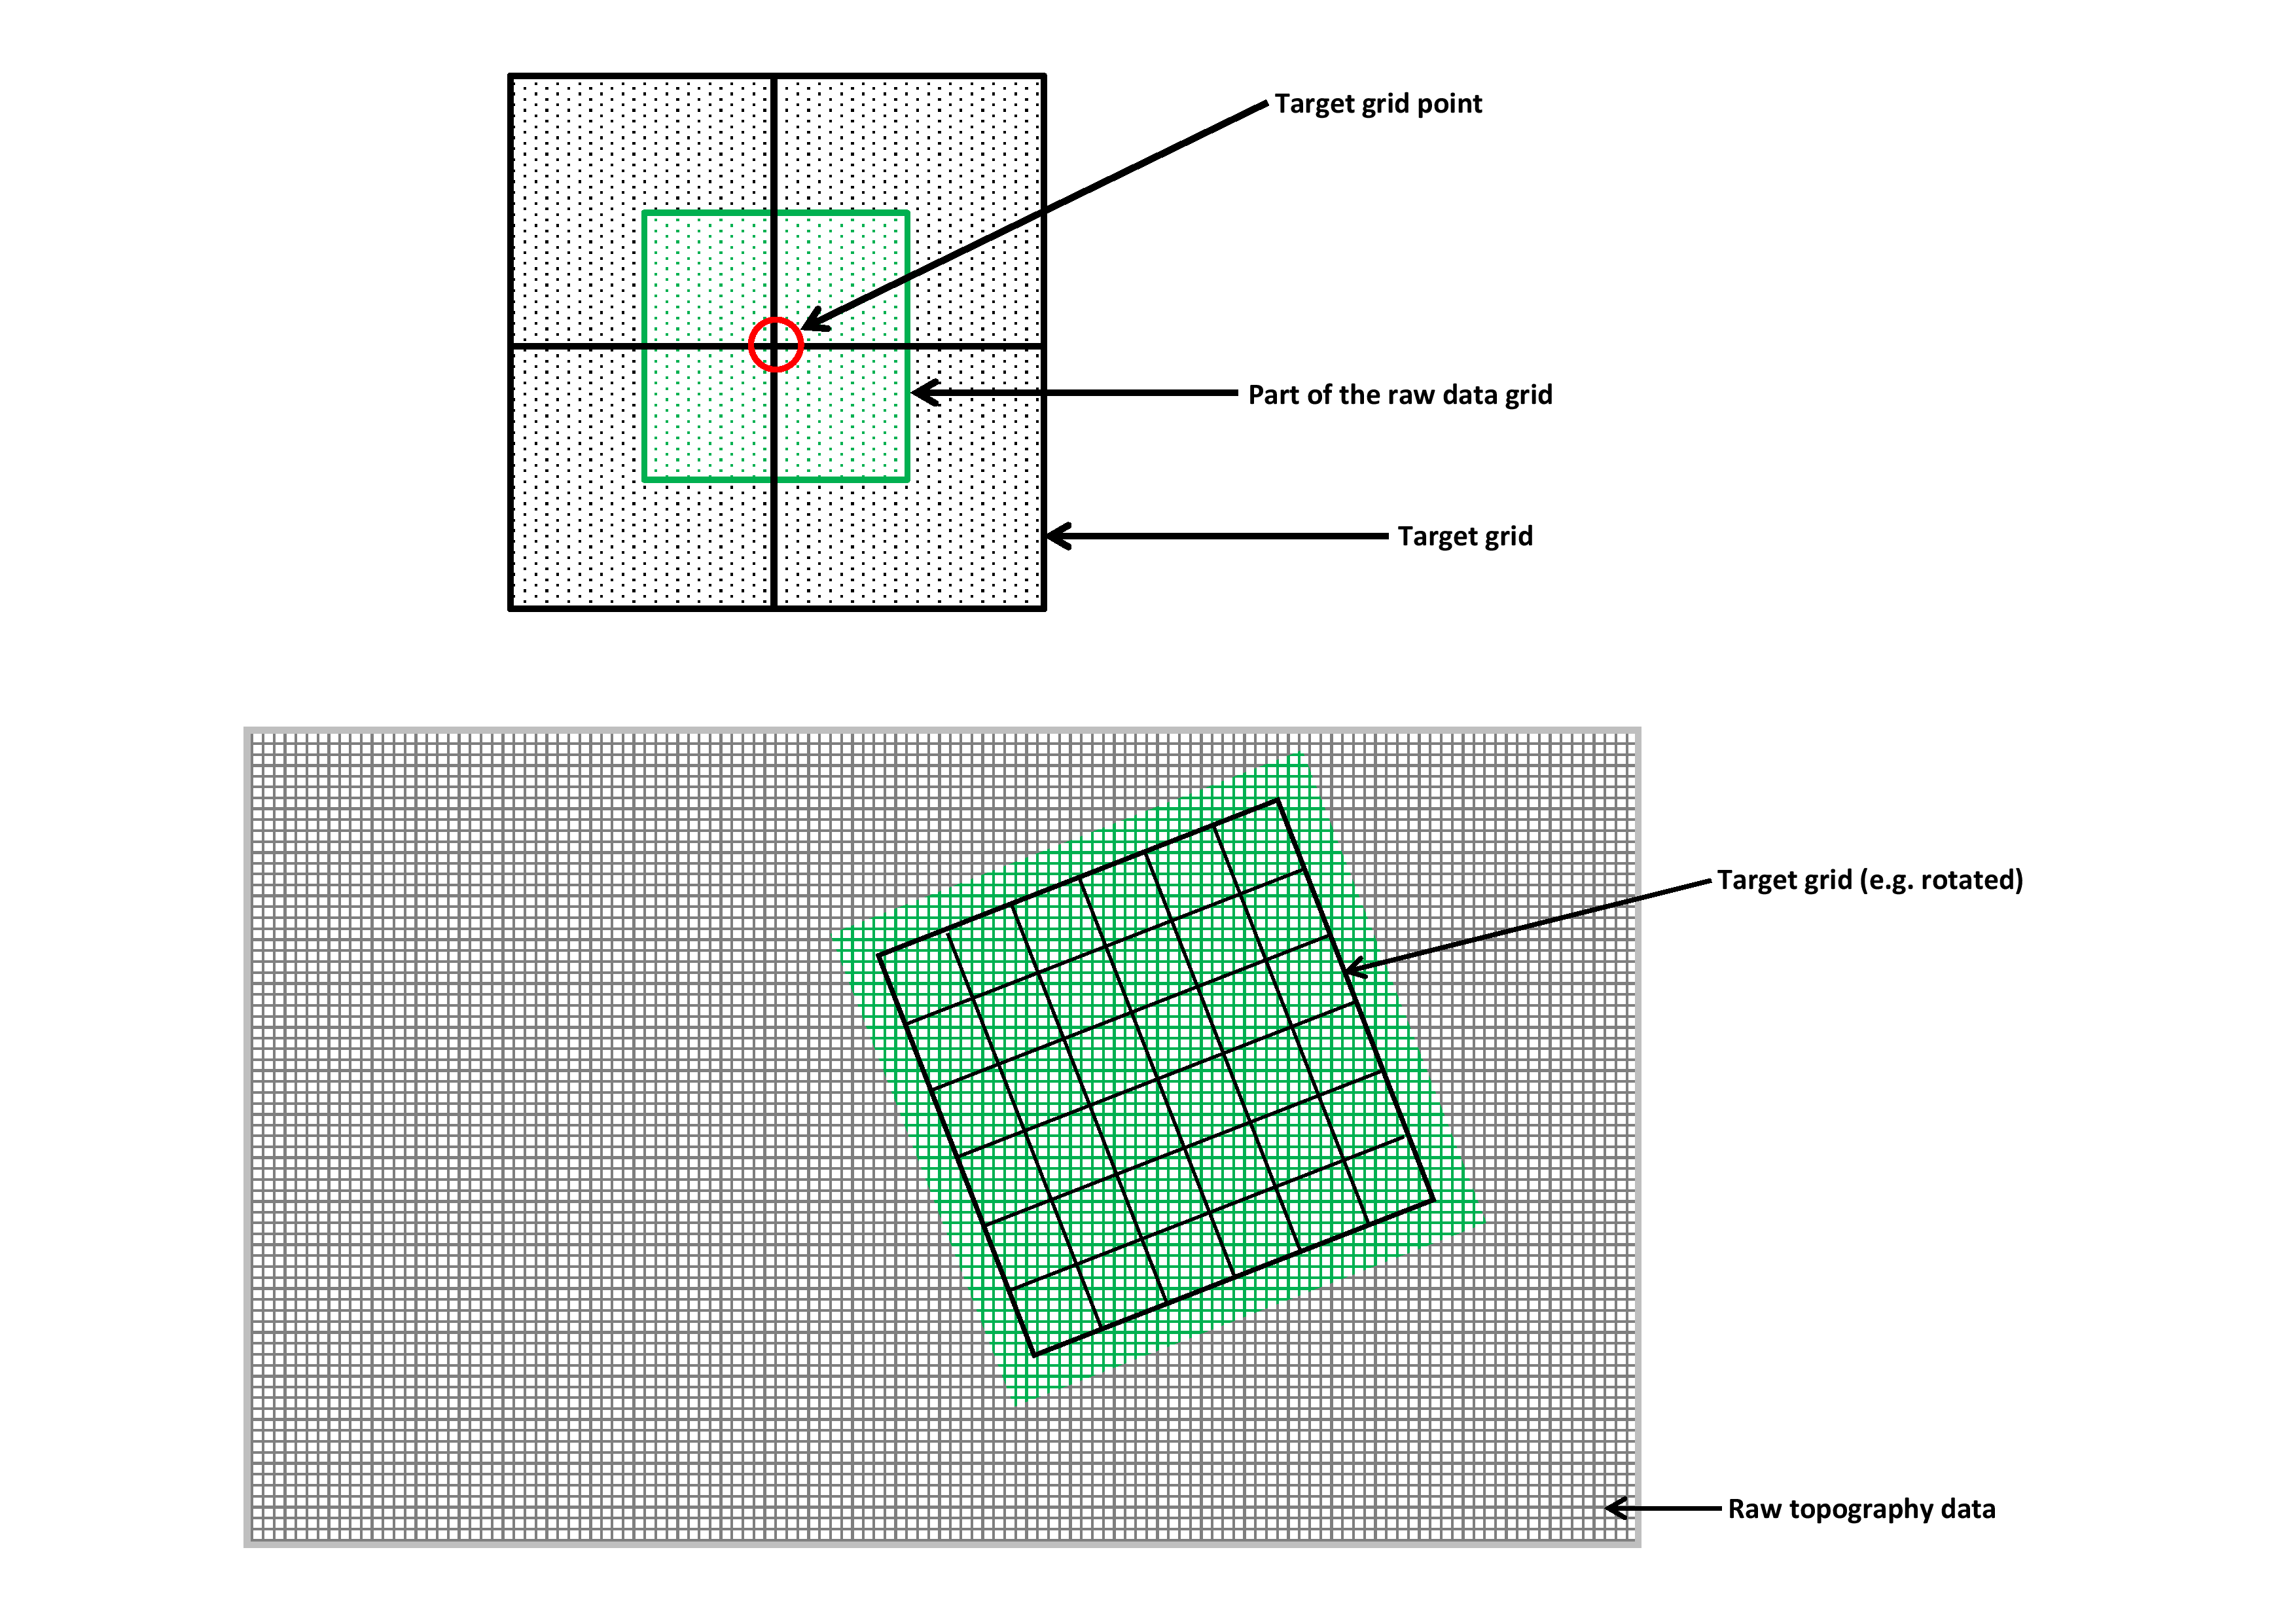 Target grid point
Part of the raw data grid
Target grid
Target grid (e.g. rotated)
Raw topography data